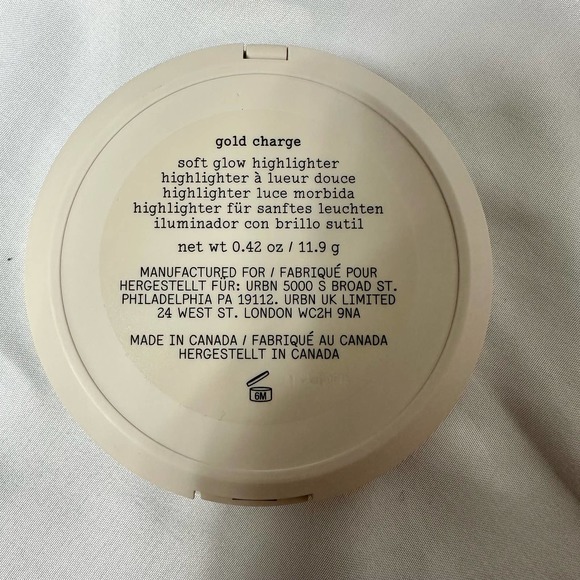 gold charge
soft glow highlighter
highlighter à lueur douce
highlighter luce morbida
highlighter für sanftes leuchten
iluminador con brillo sutil
net wt 0.42 oz / 11.9 g
MANUFACTURED FOR / FABRIQUÉ POUR
HERGESTELLT FÜR: URBN 5000 S BROAD ST.
PHILADELPHIA PA 19112. URBN UK LIMITED
24 WEST ST. LONDON WC2H 9NA
MADE IN CANADA / FABRIQUÉ AU CANADA
HERGESTELLT IN CANADA
6M